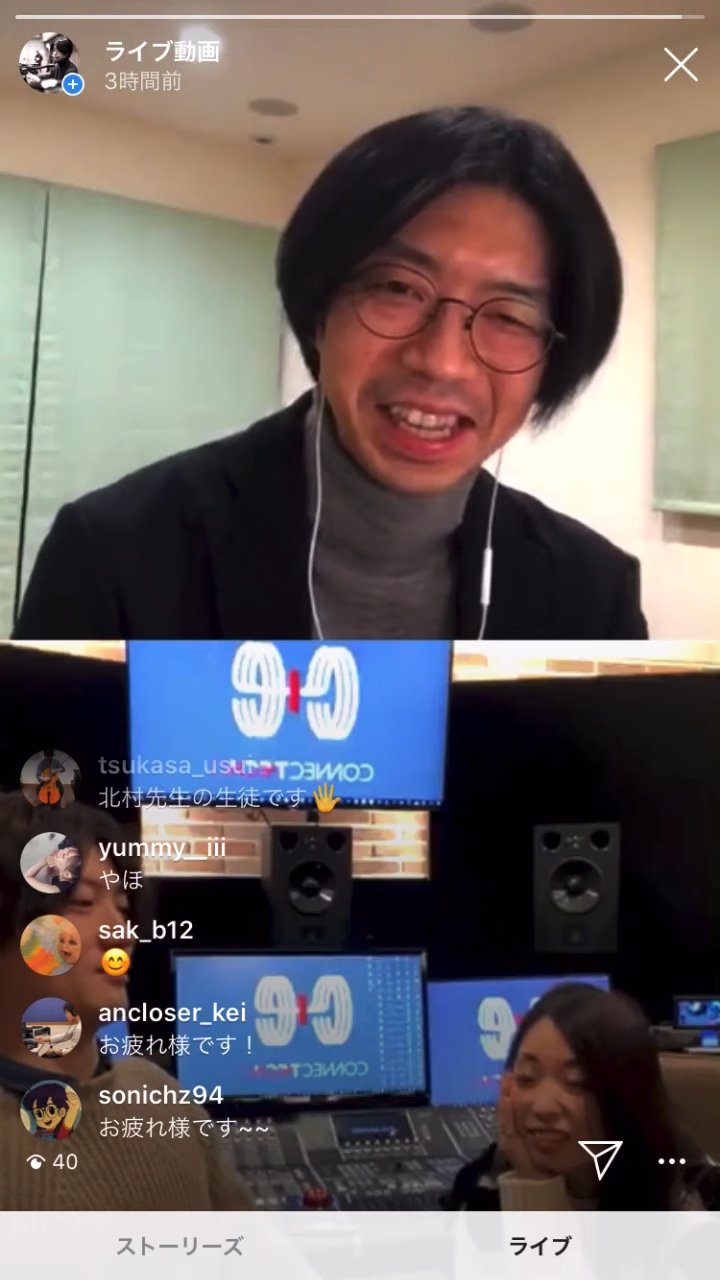 ライブ動画
3時間前
CONNECTECH
tsukasa_usui
北村先生の生徒です🖐
yummy__iii
やほ
sak_b12
😊
CONNECTECH
ancloser_kei
お疲れ様です！
sonichz94
お疲れ様です~~
40
ストーリーズ
ライブ